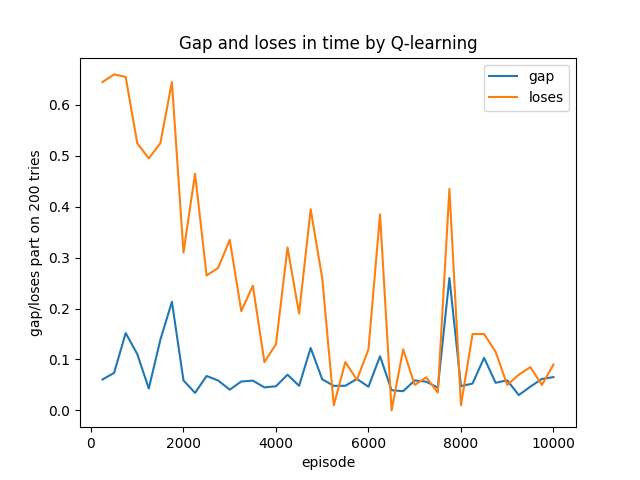 Gap and loses in time by Q-learning
gap
loses
gap/loses part on 200 tries
0.6
0.5
0.4
0.3
0.2
0.1
0.0
0 2000 4000 6000 8000 10000
episode